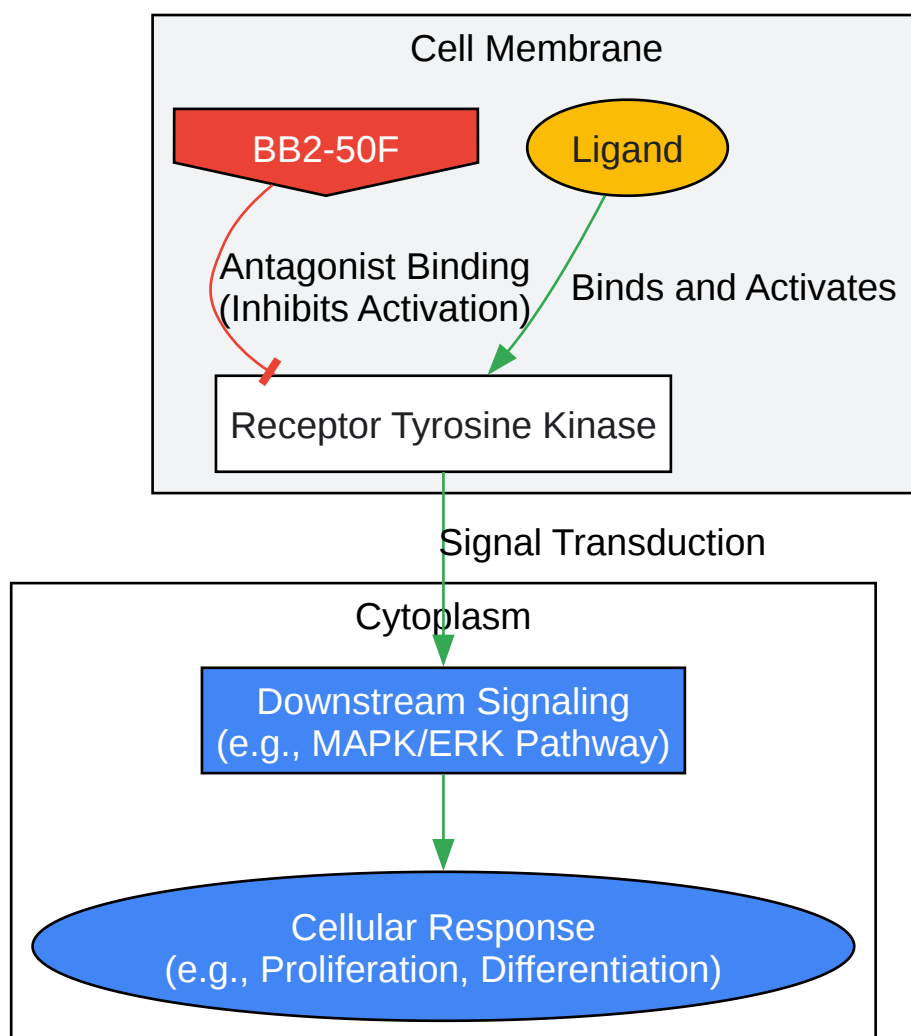 Cell Membrane
BB2-50F
Ligand
Antagonist Binding
(Inhibits Activation)
Binds and Activates
Receptor Tyrosine Kinase
Signal Transduction
Cytoplasm
Downstream Signaling
(e.g., MAPK/ERK Pathway)
Cellular Response
(e.g., Proliferation, Differentiation)